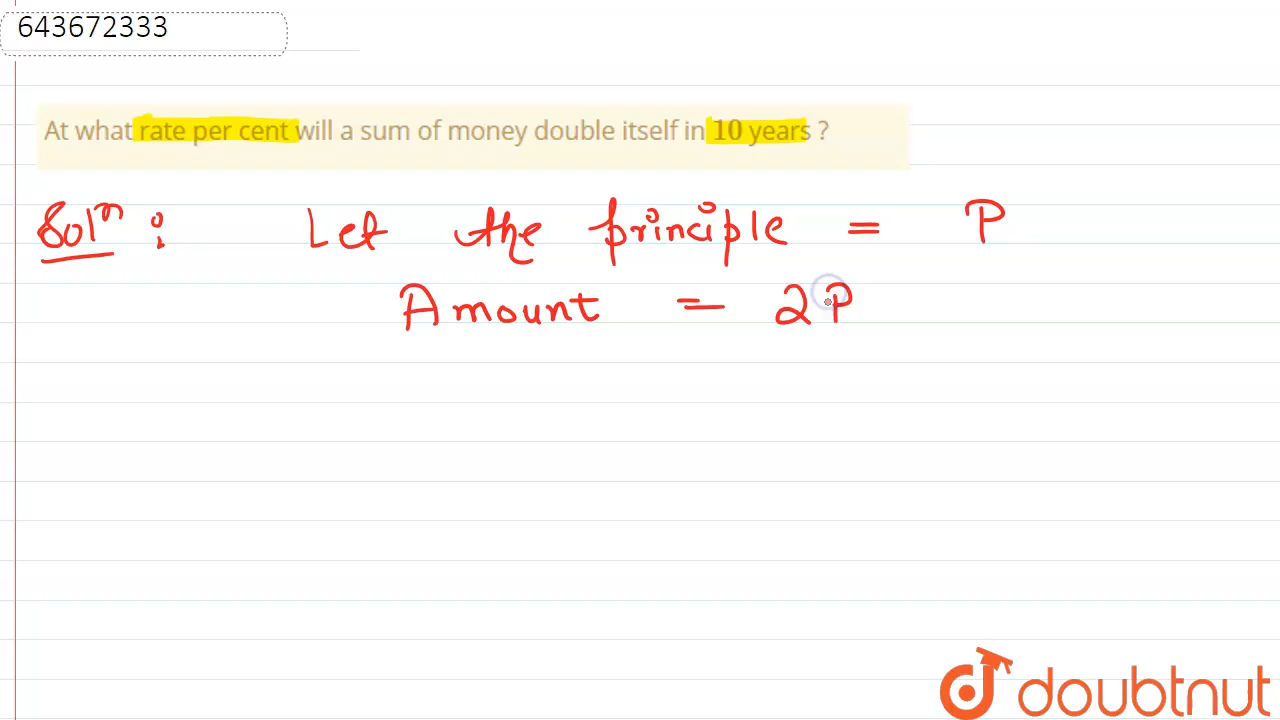 643672333
At what rate per cent will a sum of money double itself in 10 years ?
Solⁿ : Let the principle = P
Amount = 2P
doubtnut